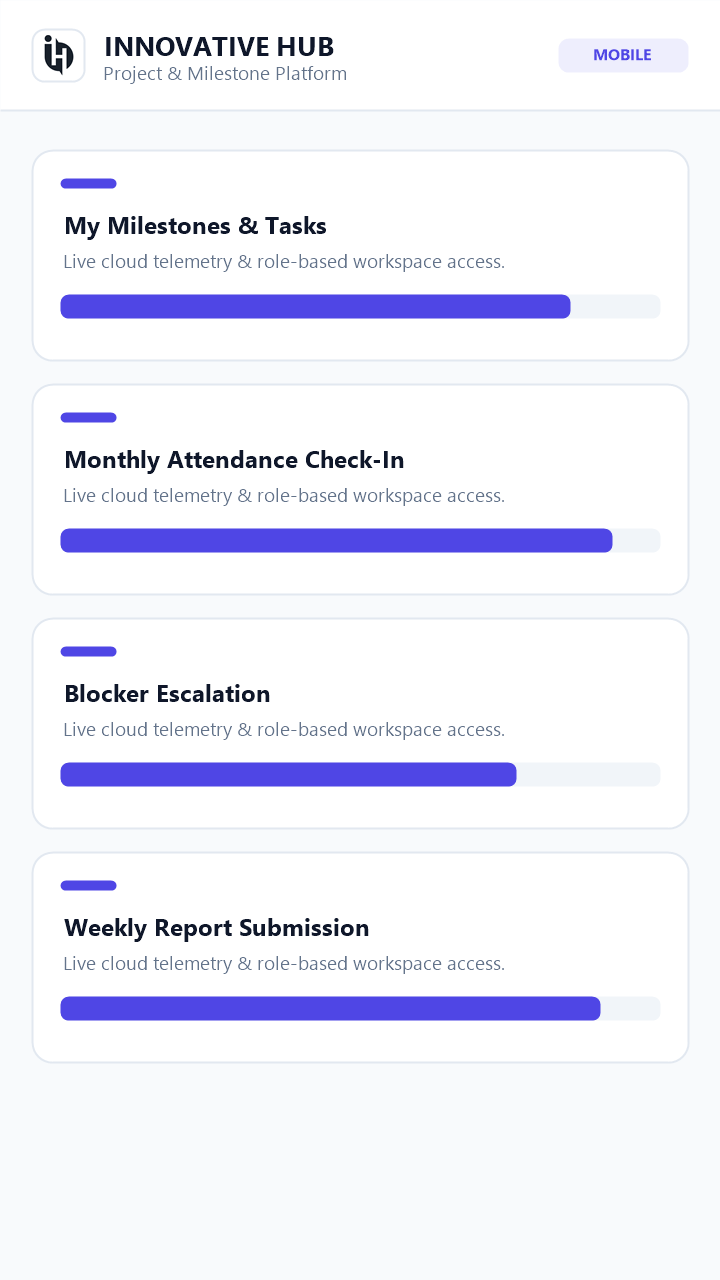 INNOVATIVE HUB
Project & Milestone Platform
MOBILE
My Milestones & Tasks
Live cloud telemetry & role-based workspace access.
Monthly Attendance Check-In
Live cloud telemetry & role-based workspace access.
Blocker Escalation
Live cloud telemetry & role-based workspace access.
Weekly Report Submission
Live cloud telemetry & role-based workspace access.